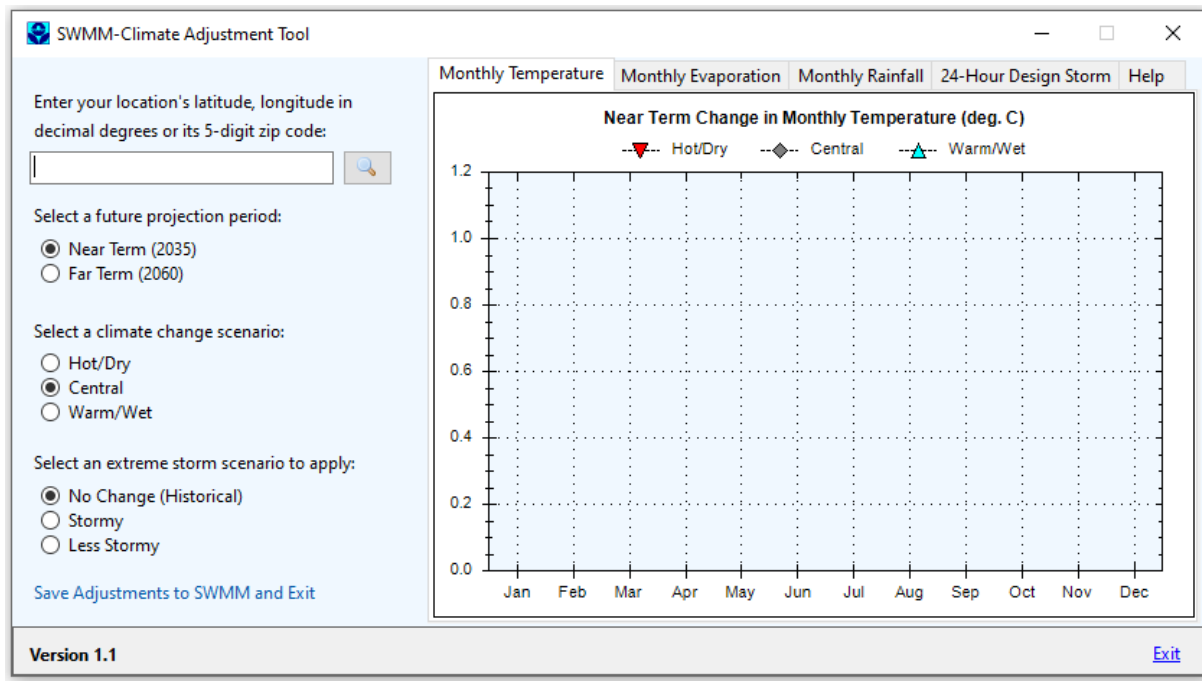 SWMM-Climate Adjustment Tool
Enter your location's latitude, longitude in
decimal degrees or its 5-digit zip code:
Select a future projection period:
Near Term (2035)
Far Term (2060)
Select a climate change scenario:
Hot/Dry
Central
Warm/Wet
Select an extreme storm scenario to apply:
No Change (Historical)
Stormy
Less Stormy
Save Adjustments to SWMM and Exit
Monthly Temperature Monthly Evaporation Monthly Rainfall 24-Hour Design Storm Help
Near Term Change in Monthly Temperature (deg. C)
Hot/Dry Central Warm/Wet
1.2
1.0
0.8
0.6
0.4
0.2
0.0
Jan Feb Mar Apr May Jun Jul Aug Sep Oct Nov Dec
Version 1.1
Exit